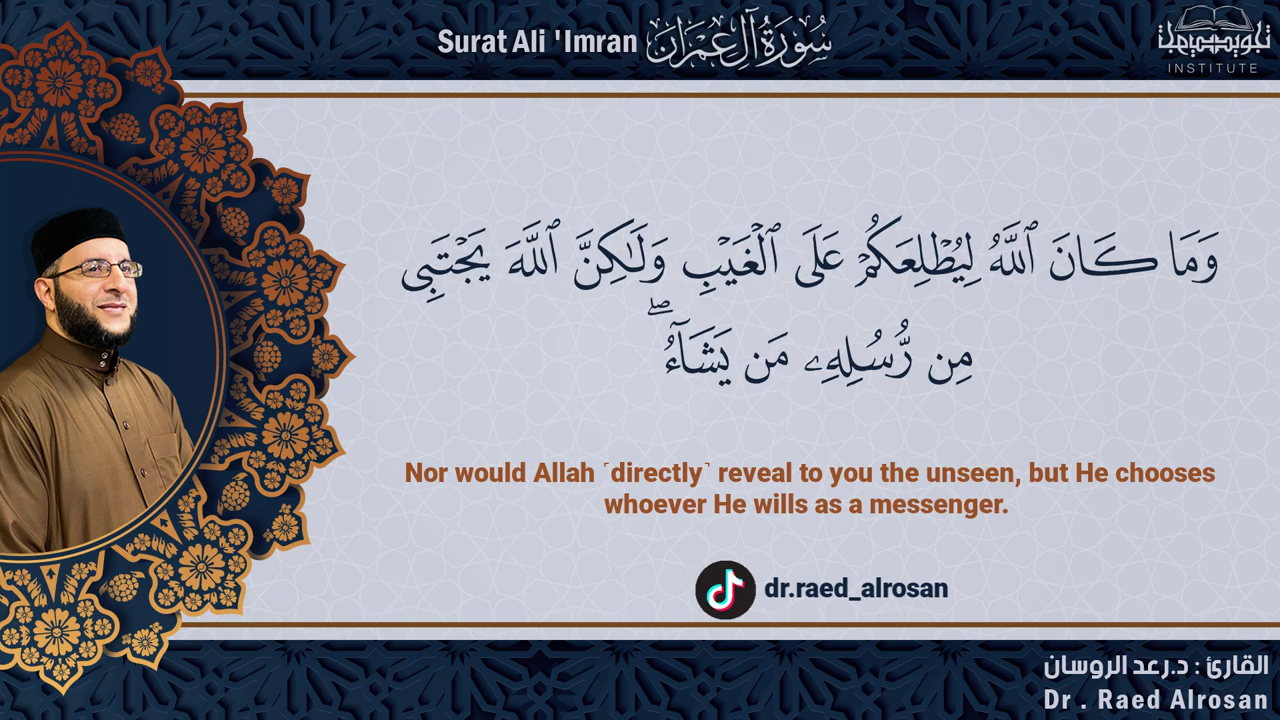 Surat Ali 'Imran سُورَةُ آلِ عِمْرَان
INSTITUTE
وَمَا كَانَ ٱللَّهُ لِيُطْلِعَكُمْ عَلَى ٱلْغَيْبِ وَلَـٰكِنَّ ٱللَّهَ يَجْتَبِى
مِن رُّسُلِهِۦ مَن يَشَآءُ ۖ
Nor would Allah ˹directly˺ reveal to you the unseen, but He chooses
whoever He wills as a messenger.
dr.raed_alrosan
القارئ : د.رعد الروسان
Dr . Raed Alrosan